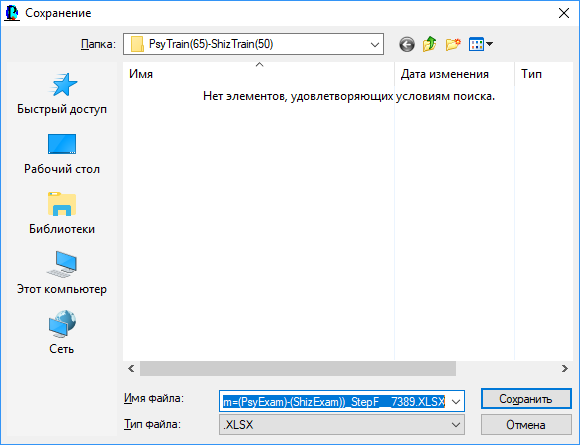 Сохранение
Папка: PsyTrain(65)-ShizTrain(50)
Имя Дата изменения Тип
Нет элементов, удовлетворяющих условиям поиска.
Быстрый доступ
Рабочий стол
Библиотеки
Этот компьютер
Сеть
Имя файла: m=(PsyExam)-(ShizExam))_StepF__7389.XLSX Сохранить
Тип файла: .XLSX Отмена